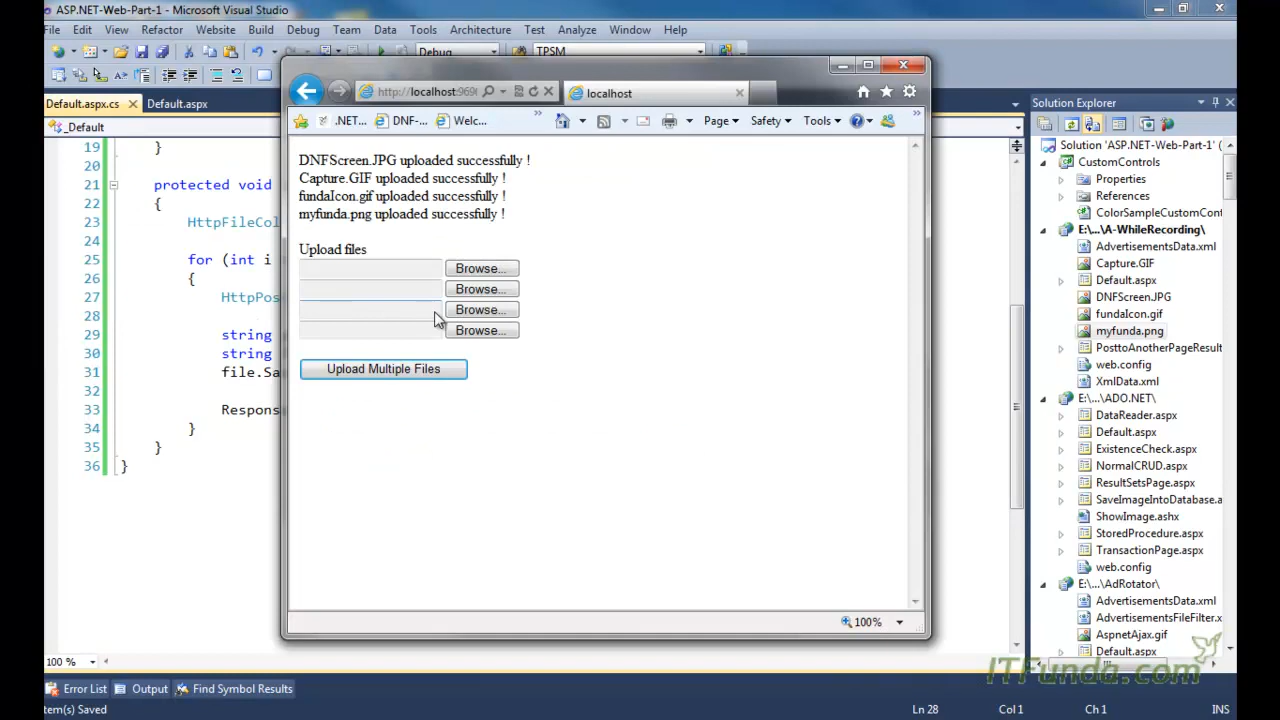 ASP.NET-Web-Part-1 - Microsoft Visual Studio
File Edit View Refactor Website Build Debug Team Data Tools Architecture Test Analyze Window Help
Debug TPSM
Default.aspx.cs Default.aspx
_Default
http://localhost:969 localhost
.NET... DNF-... Welc... Page Safety Tools
19 }
20
21 protected void
22 {
23 HttpFileCol
24
25 for (int i
26 {
27 HttpPos
28
29 string
30 string
31 file.Sa
32
33 Respons
34 }
35 }
36 }
DNFScreen.JPG uploaded successfully !
Capture.GIF uploaded successfully !
fundaIcon.gif uploaded successfully !
myfunda.png uploaded successfully !
Upload files
Browse...
Browse...
Browse...
Browse...
Upload Multiple Files
100%
Solution Explorer
Solution 'ASP.NET-Web-Part-1'
CustomControls
Properties
References
ColorSampleCustomCont
E:\...\A-WhileRecording\
AdvertisementsData.xml
Capture.GIF
Default.aspx
DNFScreen.JPG
fundaIcon.gif
myfunda.png
PosttoAnotherPageResult
web.config
XmlData.xml
E:\...\ADO.NET\
DataReader.aspx
Default.aspx
ExistenceCheck.aspx
NormalCRUD.aspx
ResultSetsPage.aspx
SaveImageIntoDatabase.a
ShowImage.ashx
StoredProcedure.aspx
TransactionPage.aspx
web.config
E:\...\AdRotator\
AdvertisementsData.xml
AdvertisementsFileFilter.x
AspnetAjax.gif
Default.aspx
ITFunda.com
100 %
Error List Output Find Symbol Results
tem(s) Saved Ln 28 Col 1 Ch 1 INS